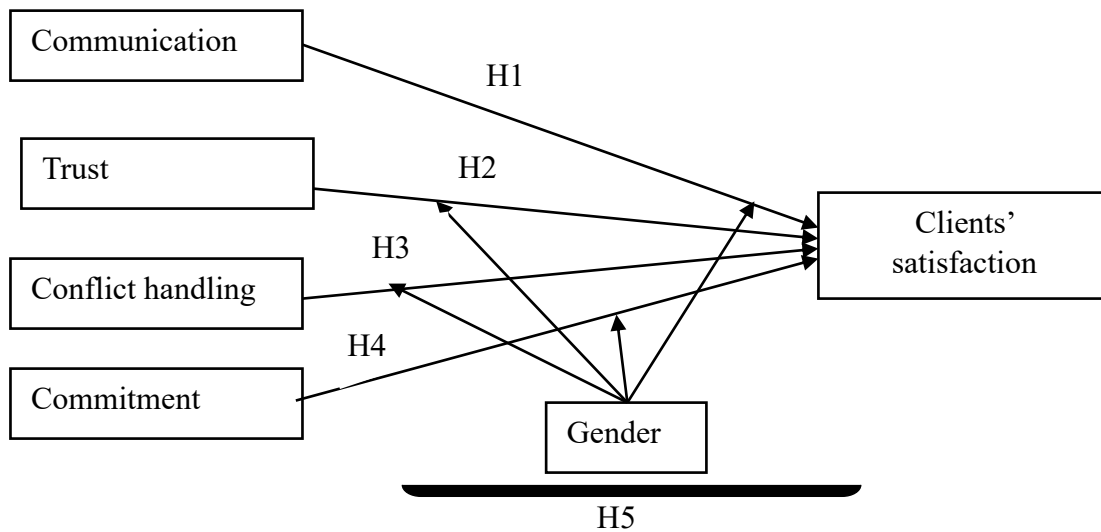 Communication
H1
Trust
H2
Clients’
satisfaction
H3
Conflict handling
H4
Commitment
Gender
H5